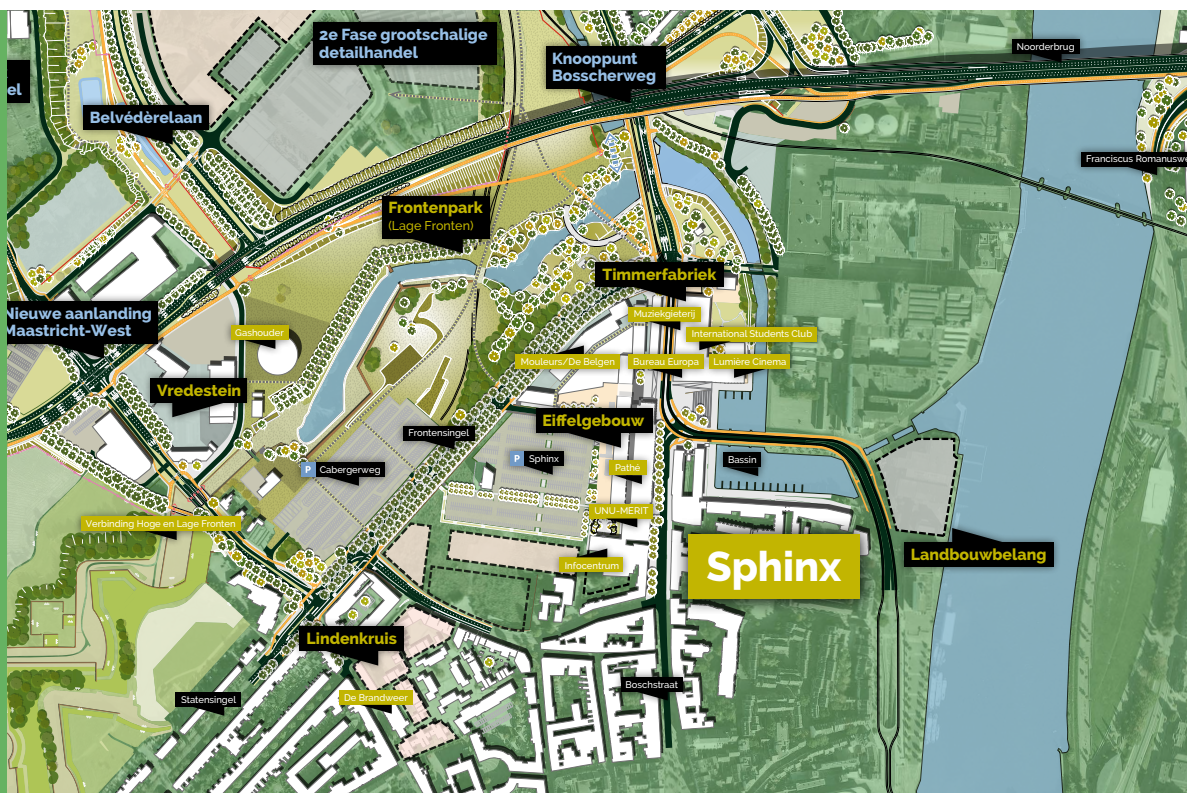 2e Fase grootschalige
detailhandel
Knooppunt
Bosscherweg
Noorderbrug
el
Belvédèrelaan
Franciscus Romanuswe
Frontenpark
(Lage Fronten)
Timmerfabriek
Nieuwe aanlanding
Maastricht-West
Muziekgieterij
Gashouder
International Students Club
Mouleurs/De Belgen
Bureau Europa
Lumière Cinema
Vredestein
Eiffelgebouw
Frontensingel
P Cabergerweg
P Sphinx
Pathé
Bassin
UNU-MERIT
Verbinding Hoge en Lage Fronten
Infocentrum
Sphinx
Landbouwbelang
Lindenkruis
Statensingel
De Brandweer
Boschstraat